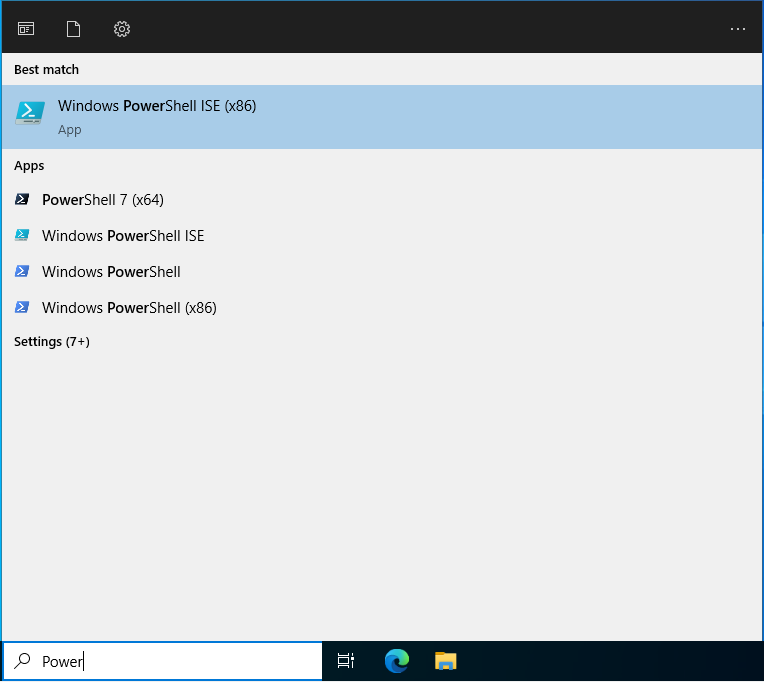 Best match
Windows PowerShell ISE (x86)
App
Apps
PowerShell 7 (x64)
Windows PowerShell ISE
Windows PowerShell
Windows PowerShell (x86)
Settings (7+)
Power